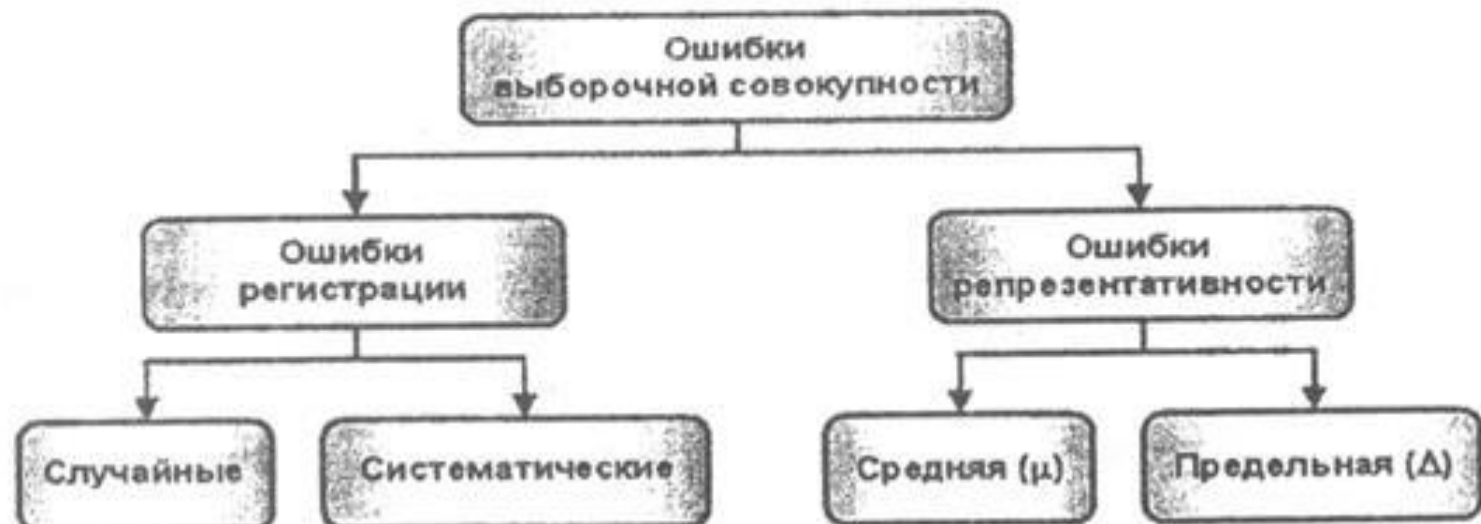 Ошибки
выборочной совокупности
Ошибки
регистрации
Ошибки
репрезентативности
Случайные
Систематические
Средняя (μ)
Предельная (Δ)